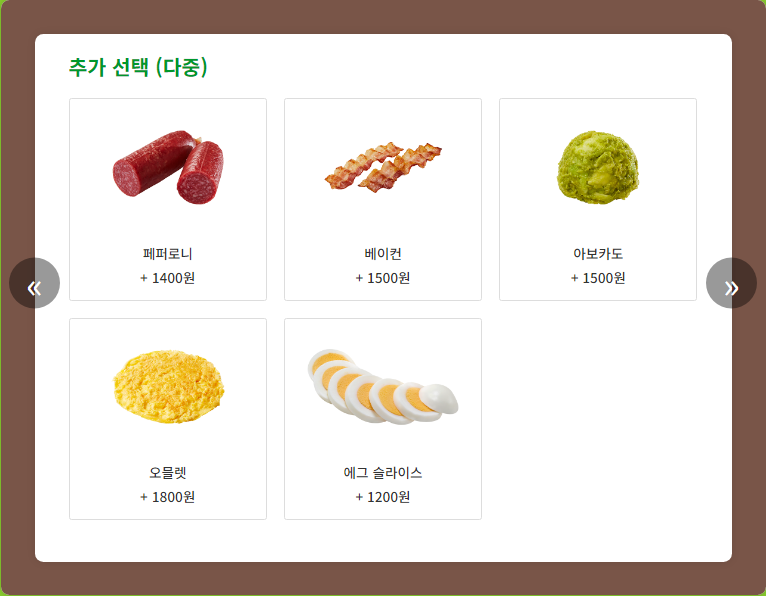 추가 선택 (다중)
페퍼로니
+ 1400원
베이컨
+ 1500원
아보카도
+ 1500원
«
»
오믈렛
+ 1800원
에그 슬라이스
+ 1200원